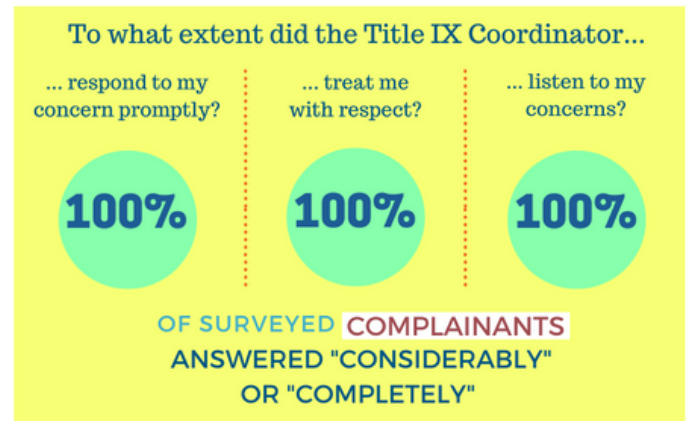 To what extent did the Title IX Coordinator...
... respond to my
concern promptly?
... treat me
with respect?
... listen to my
concerns?
100%
100%
100%
OF SURVEYED COMPLAINANTS
ANSWERED "CONSIDERABLY"
OR "COMPLETELY"